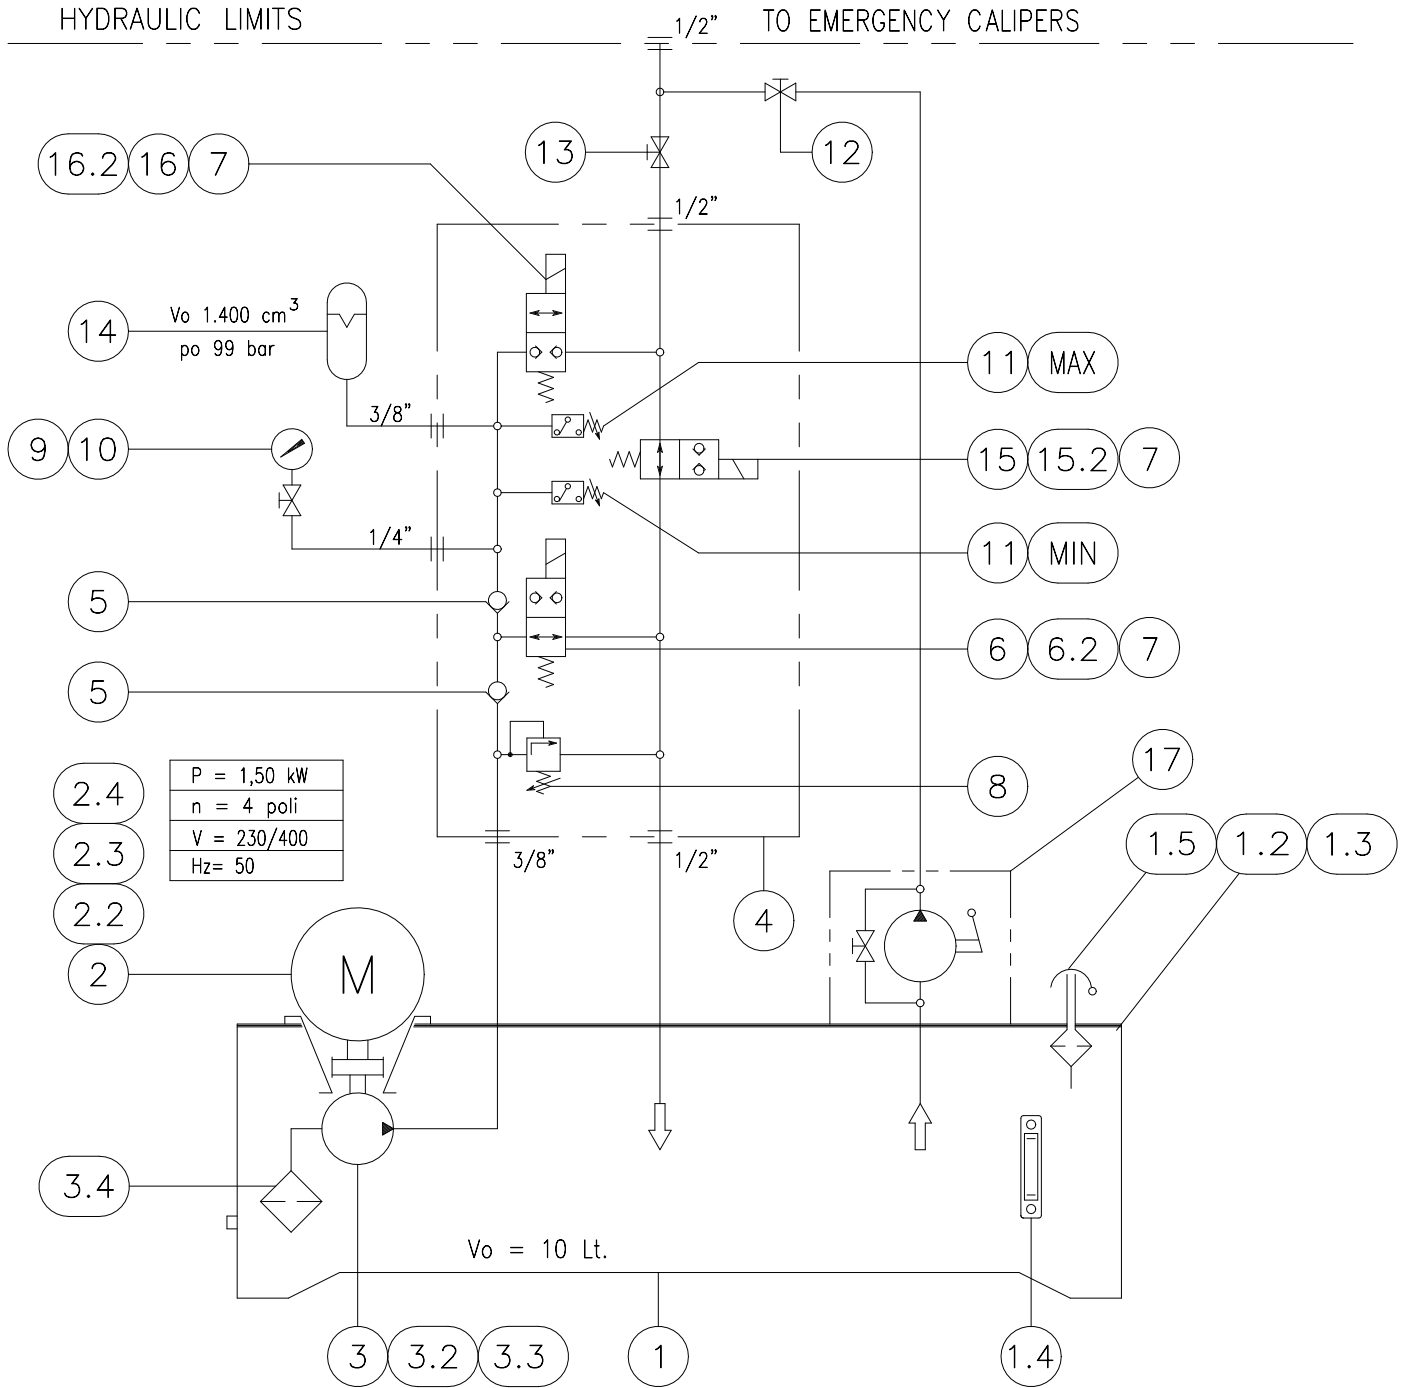 HYDRAULIC LIMITS
TO EMERGENCY CALIPERS
1/2"
13
12
16.2 16 7
1/2"
14
Vo 1.400 cm³
po 99 bar
11 MAX
3/8"
9 10
15 15.2 7
1/4"
11 MIN
5
6 6.2 7
5
17
2.4
P = 1,50 kW
n = 4 poli
V = 230/400
Hz= 50
8
2.3
3/8"
1/2"
1.5 1.2 1.3
2.2
4
2
M
3.4
Vo = 10 Lt.
3 3.2 3.3
1
1.4